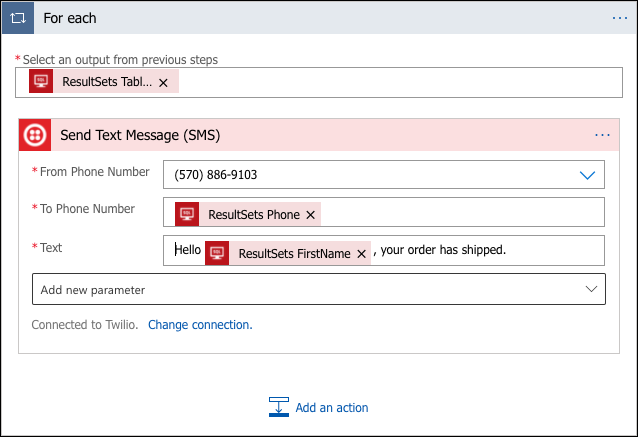 For each
* Select an output from previous steps
ResultSets Tabl... ×
Send Text Message (SMS)
* From Phone Number (570) 886-9103
* To Phone Number ResultSets Phone ×
* Text Hello ResultSets FirstName × , your order has shipped.
Add new parameter
Connected to Twilio. Change connection.
Add an action